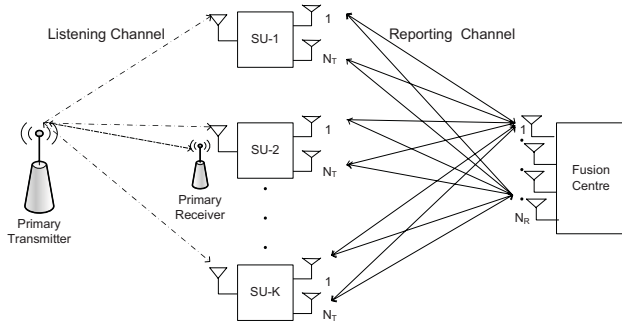 Listening Channel
SU-1
1
N_T
Reporting Channel
SU-2
1
N_T
1
N_R
Fusion
Centre
Primary
Transmitter
Primary
Receiver
SU-K
1
N_T